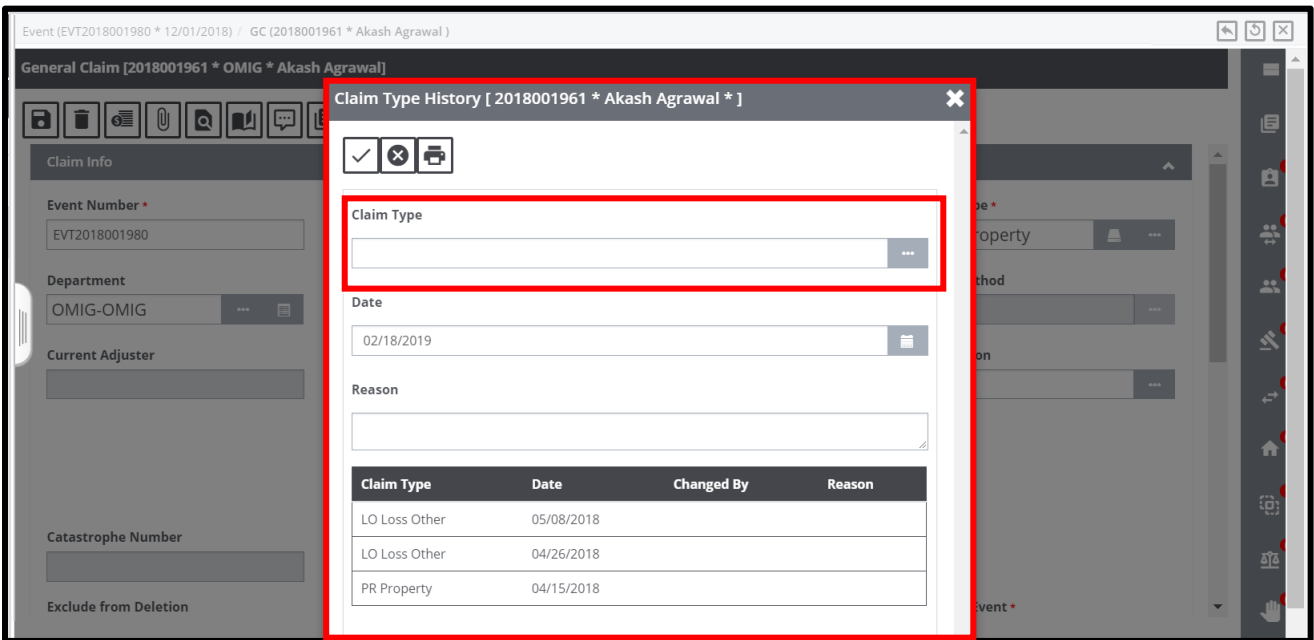 Event (EVT2018001980 * 12/01/2018) / GC (2018001961 * Akash Agrawal )
General Claim [2018001961 * OMIG * Akash Agrawal]
Claim Type History [ 2018001961 * Akash Agrawal * ]
Claim Info
Event Number *
EVT2018001980
Department
OMIG-OMIG
Current Adjuster
Catastrophe Number
Exclude from Deletion
Claim Type
Date
02/18/2019
Reason
Claim Type Date Changed By Reason
LO Loss Other 05/08/2018
LO Loss Other 04/26/2018
PR Property 04/15/2018
pe *
roperty
thod
on
vent *